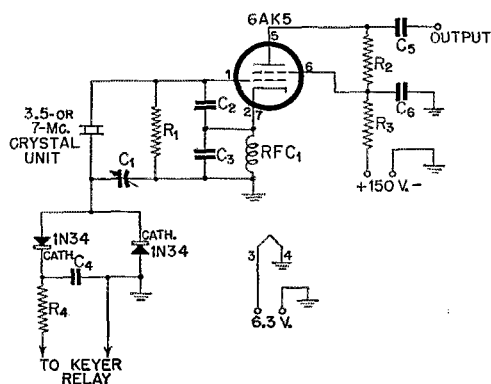 6AK5
5
C5
OUTPUT
R2
6
1
C2
C6
3.5- OR
7-Mc.
CRYSTAL
UNIT
R1
2
7
R3
C3
RFC1
C1
+150 V.-
CATH.
1N34
1N34
CATH.
C4
3
4
R4
6.3 V.
TO KEYER
RELAY